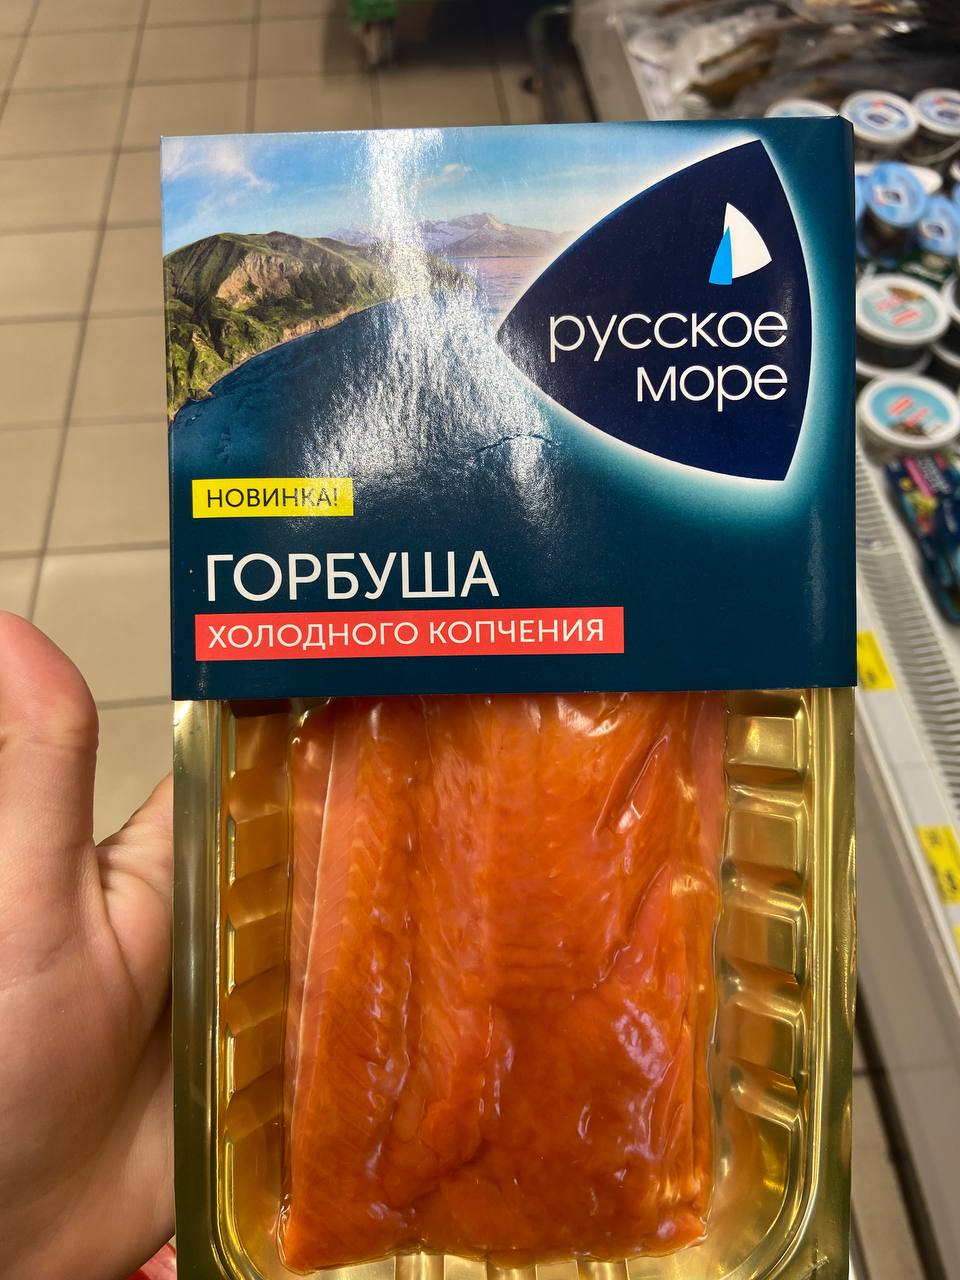 русское
море
НОВИНКА!
ГОРБУША
ХОЛОДНОГО КОПЧЕНИЯ